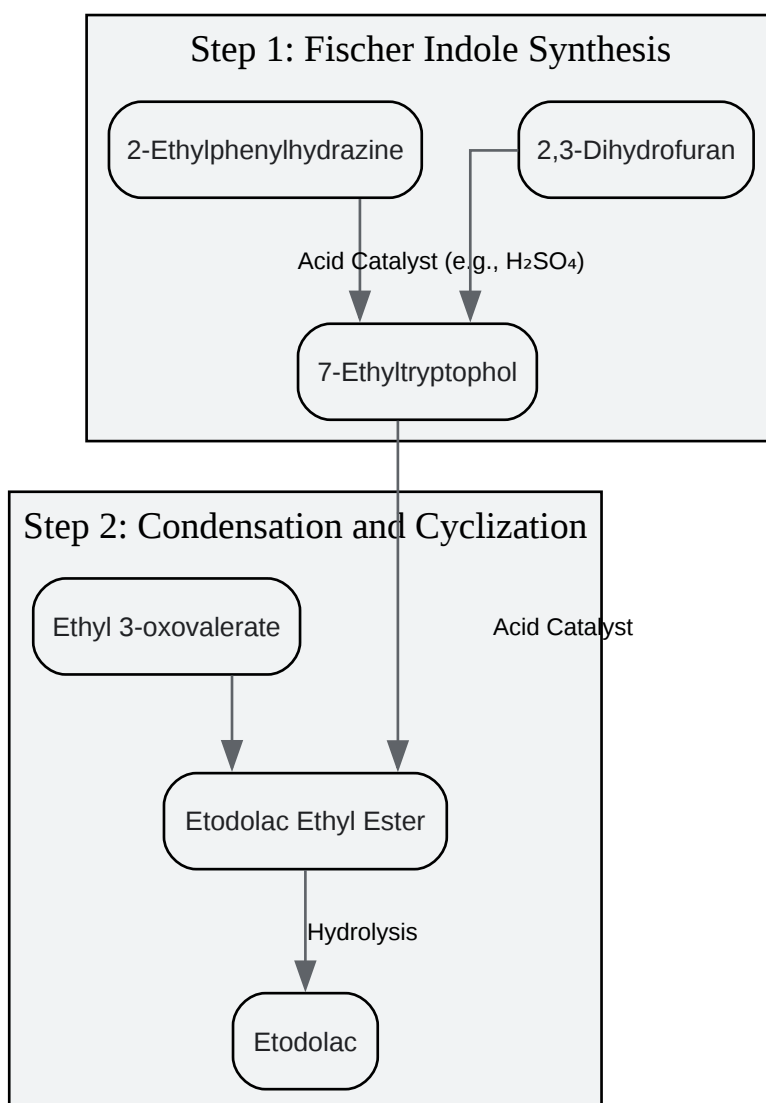 Step 1: Fischer Indole Synthesis
2-Ethylphenylhydrazine
2,3-Dihydrofuran
Acid Catalyst (e.g., H₂SO₄)
7-Ethyltryptophol
Step 2: Condensation and Cyclization
Ethyl 3-oxovalerate
Acid Catalyst
Etodolac Ethyl Ester
Hydrolysis
Etodolac